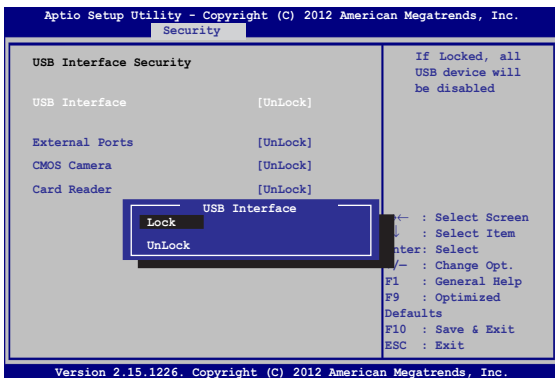 Aptio Setup Utility - Copyright (C) 2012 American Megatrends, Inc.
Security
USB Interface Security
USB Interface [UnLock]
External Ports [UnLock]
CMOS Camera [UnLock]
Card Reader [UnLock]
USB Interface
Lock
UnLock
If Locked, all
USB device will
be disabled
→← : Select Screen
↓ : Select Item
nter: Select
/— : Change Opt.
F1 : General Help
F9 : Optimized
Defaults
F10 : Save & Exit
ESC : Exit
Version 2.15.1226. Copyright (C) 2012 American Megatrends, Inc.